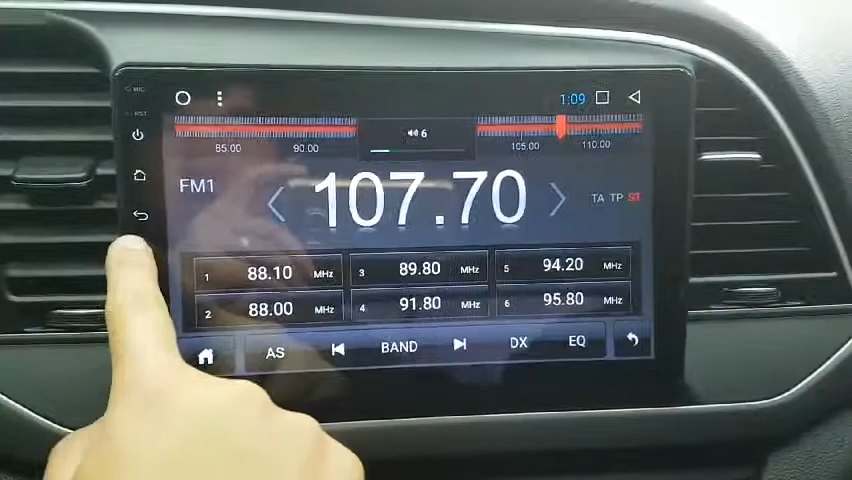 MIC
RST
1:09
85.00
90.00
6
105.00
110.00
FM1
107.70
TA TP ST
1 88.10 MHz
3 89.80 MHz
5 94.20 MHz
2 88.00 MHz
4 91.80 MHz
6 95.80 MHz
AS
BAND
DX
EQ